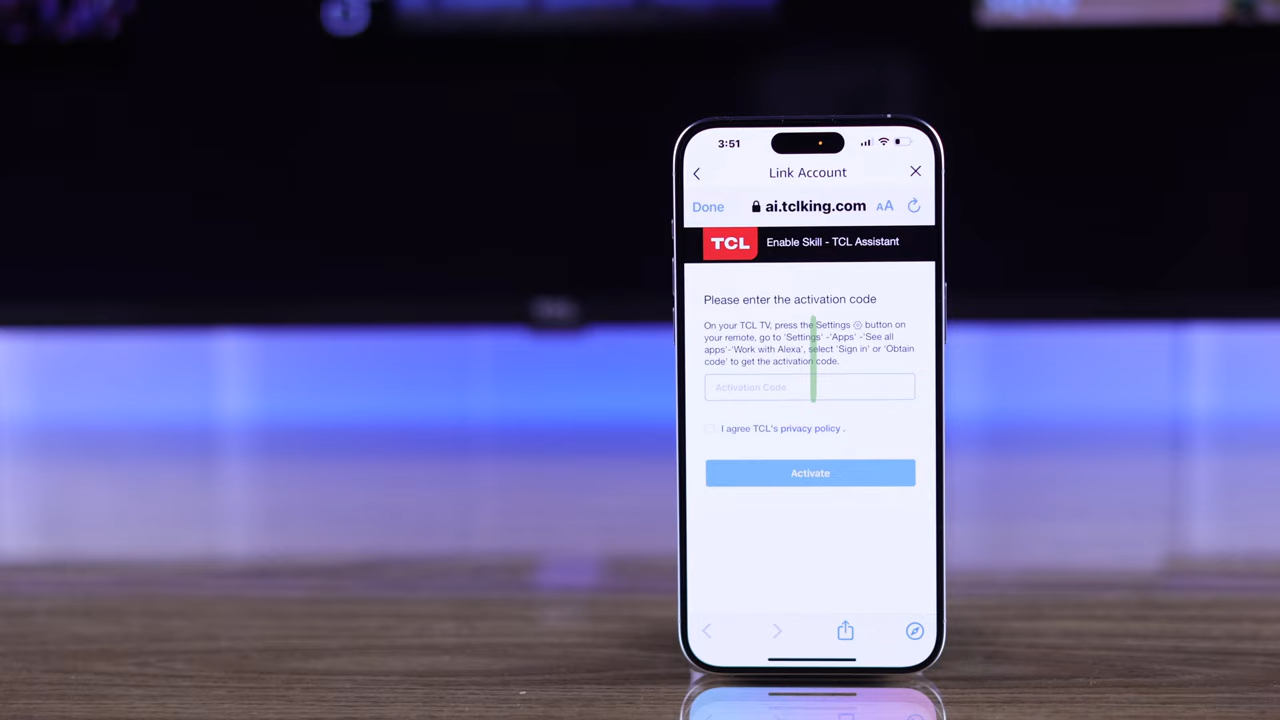 3:51
Link Account
Done ai.tclking.com AA
TCL Enable Skill - TCL Assistant
Please enter the activation code
On your TCL TV, press the Settings button on
your remote, go to 'Settings' -'Apps' -'See all
apps'-'Work with Alexa', select 'Sign in' or 'Obtain
code' to get the activation code.
Activation Code
I agree TCL's privacy policy .
Activate